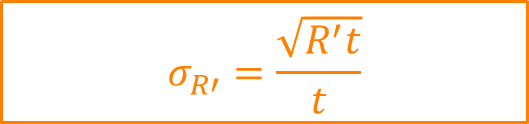 σ_R′ = √(R′t) / t